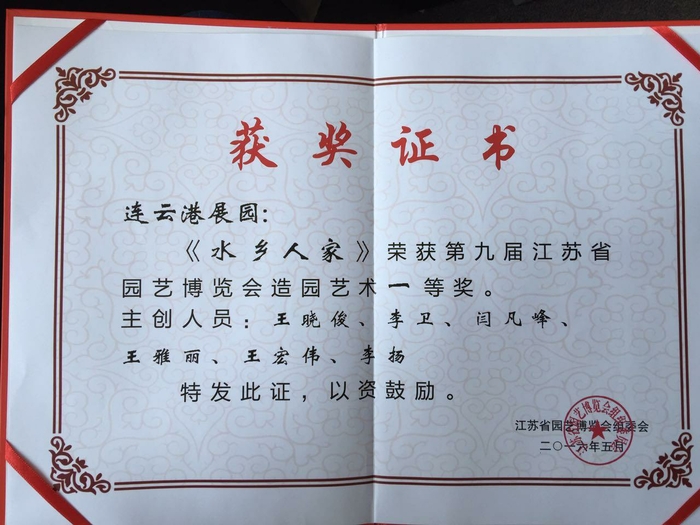 获奖证书
连云港展园：
《水乡人家》荣获第九届江苏省
园艺博览会造园艺术一等奖。
主创人员：王晓俊、李卫、闫凡峰、
王雅丽、王宏伟、李扬
特发此证，以资鼓励。
江苏省园艺博览会组委会
二〇一六年五月